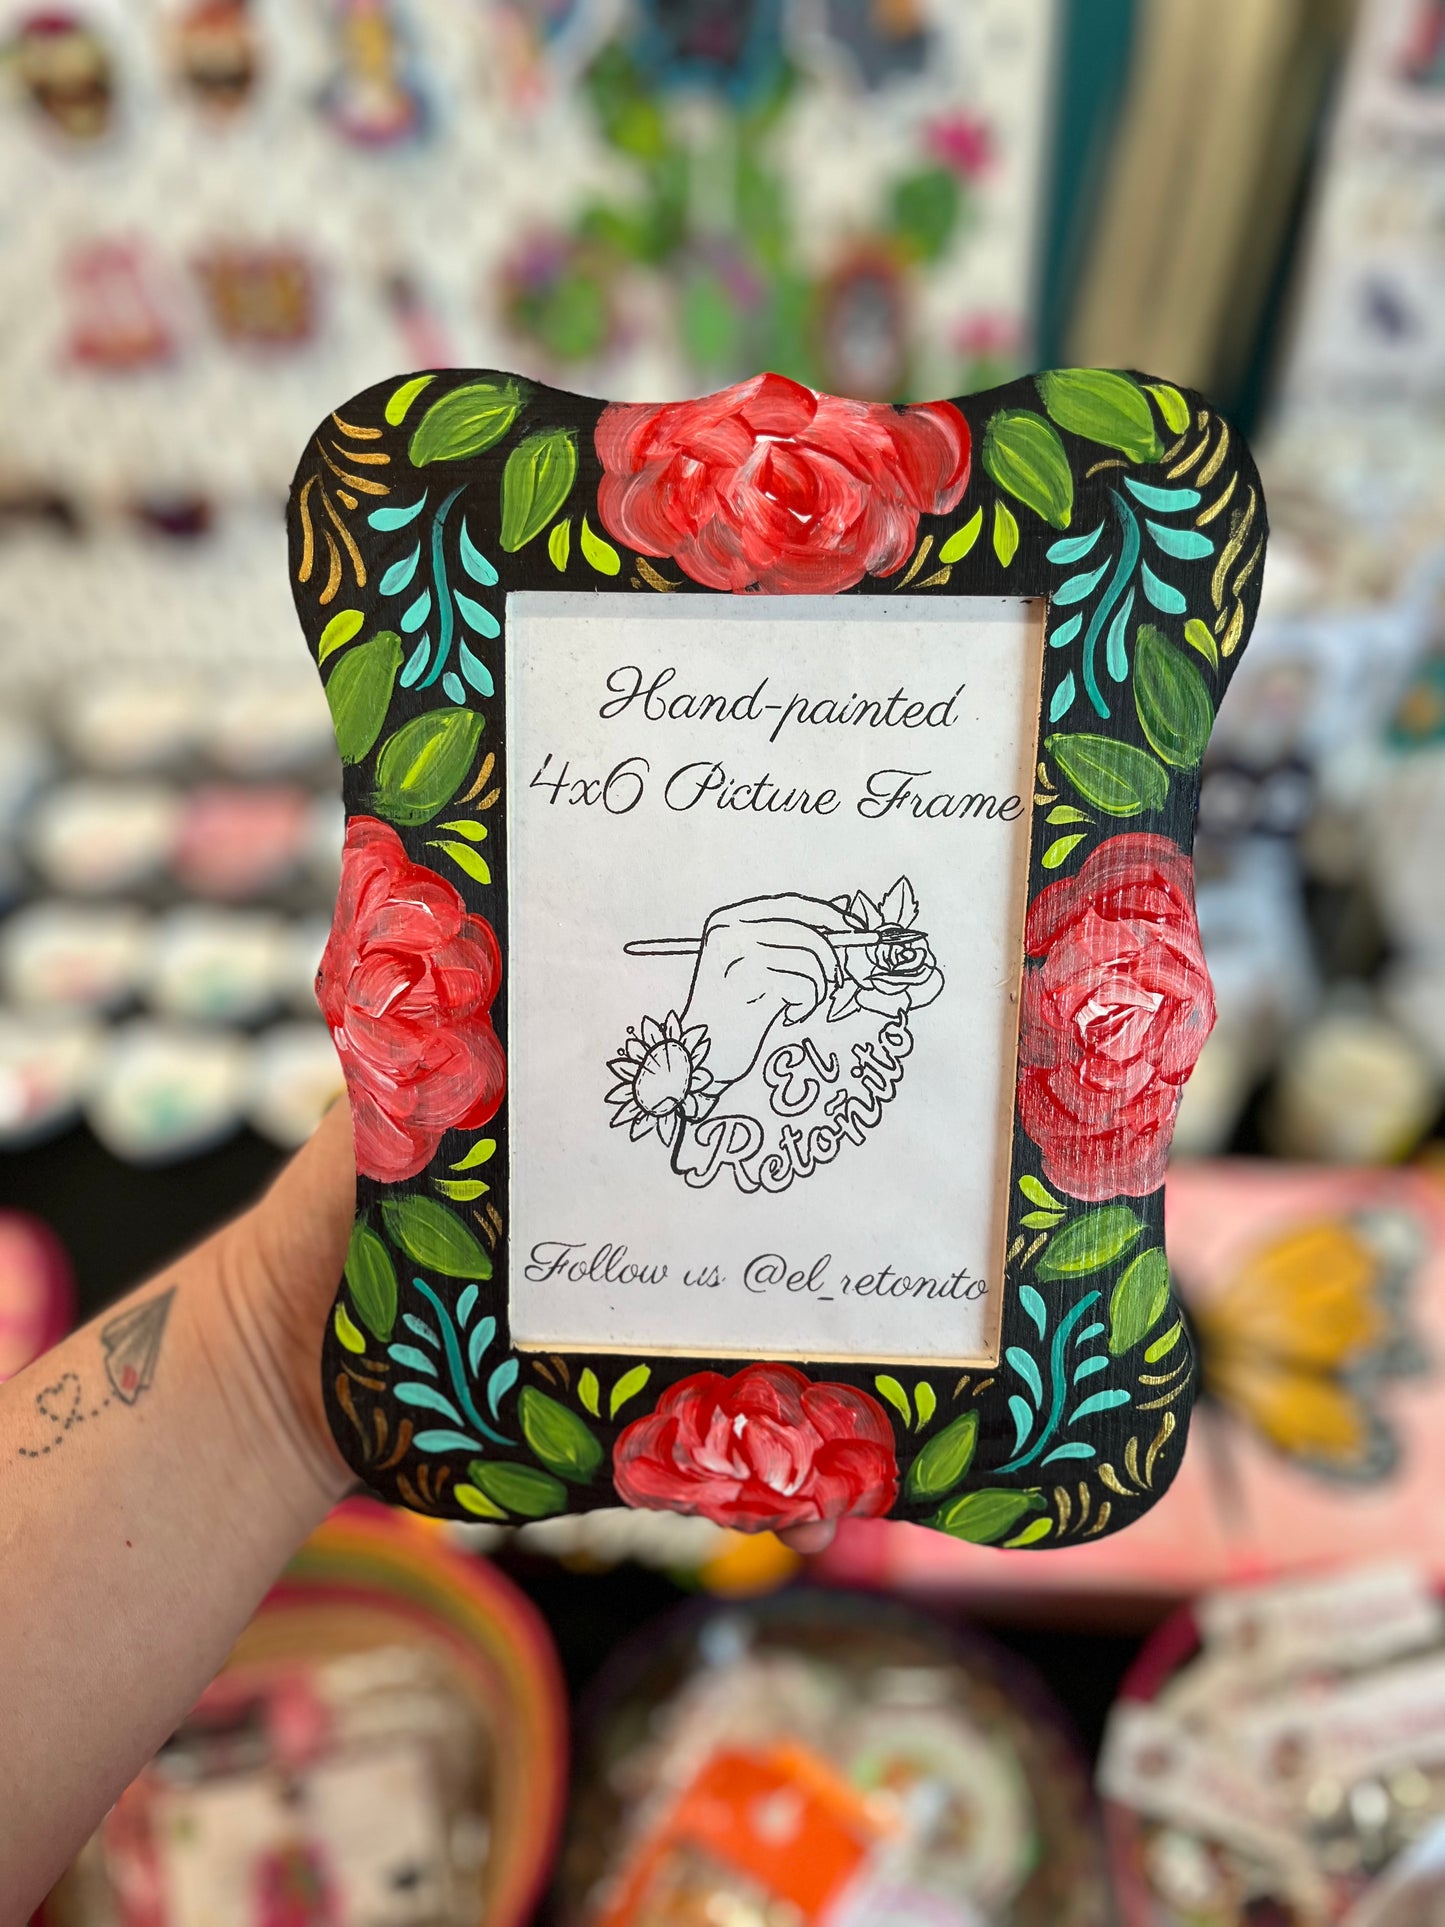 Hand-painted
4x6 Picture Frame
El
Retoñito
Follow us @el_retonito